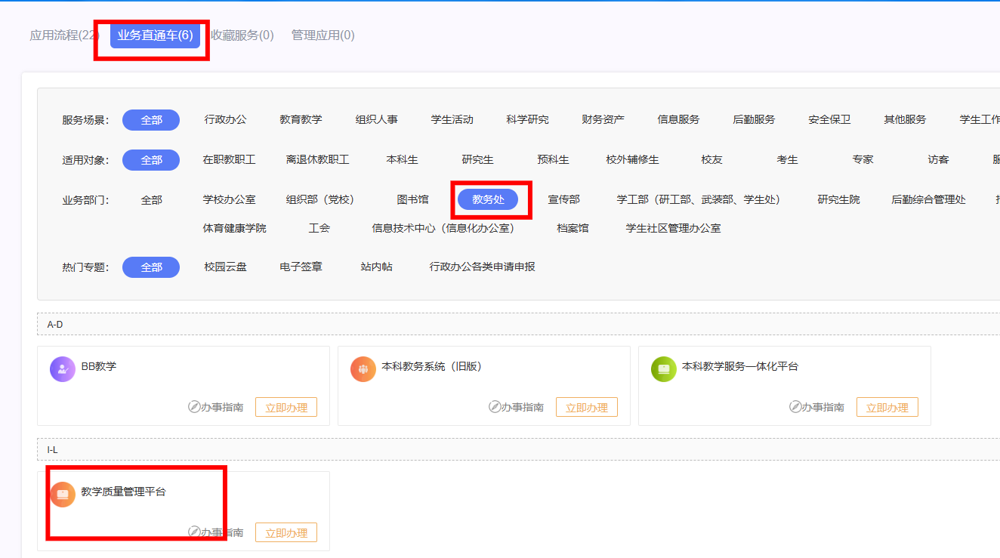 应用流程(22) 业务直通车(6) 收藏服务(0) 管理应用(0)
服务场景： 全部 行政办公 教育教学 组织人事 学生活动 科学研究 财务资产 信息服务 后勤服务 安全保卫 其他服务 学生工作
适用对象： 全部 在职教职工 离退休教职工 本科生 研究生 预科生 校外辅修生 校友 考生 专家 访客
业务部门： 全部 学校办公室 组织部（党校） 图书馆 教务处 宣传部 学工部（研工部、武装部、学生处） 研究生院 后勤综合管理处
体育健康学院 工会 信息技术中心（信息化办公室） 档案馆 学生社区管理办公室
热门专题： 全部 校园云盘 电子签章 站内帖 行政办公各类申请申报
A-D
BB教学 本科教务系统（旧版） 本科教学服务一体化平台
办事指南 立即办理 办事指南 立即办理 办事指南 立即办理
I-L
教学质量管理平台
办事指南 立即办理